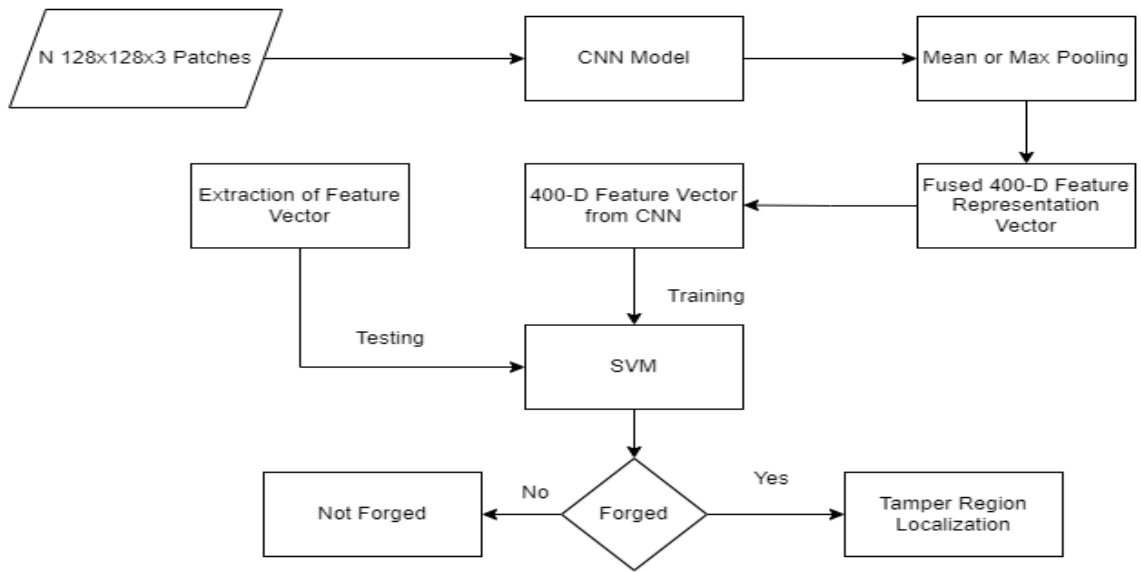 N 128x128x3 Patches
CNN Model
Mean or Max Pooling
Extraction of Feature
Vector
400-D Feature Vector
from CNN
Fused 400-D Feature
Representation
Vector
Training
Testing
SVM
No
Yes
Not Forged
Forged
Tamper Region
Localization